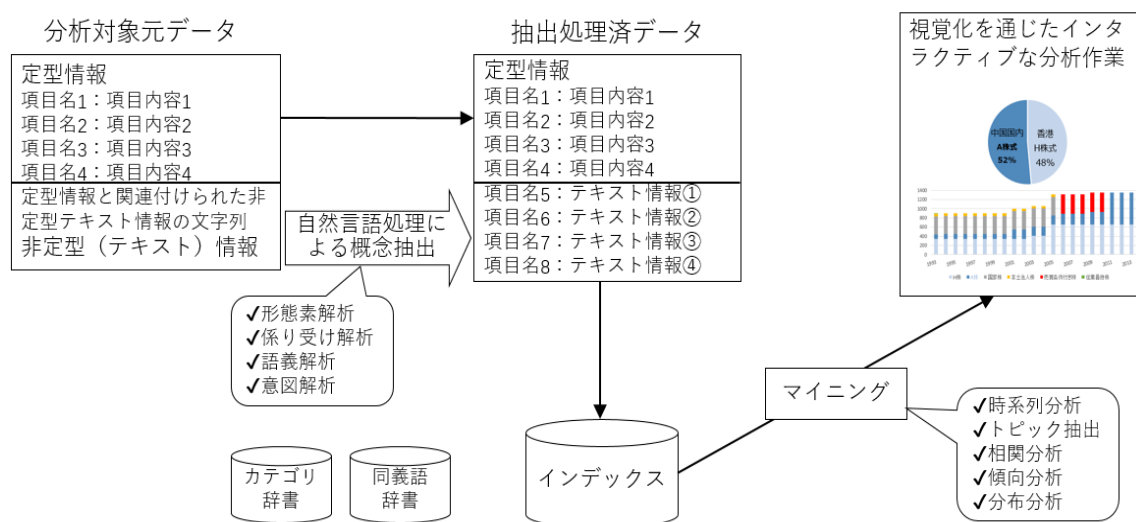 分析対象元データ
定型情報
項目名1：項目内容1
項目名2：項目内容2
項目名3：項目内容3
項目名4：項目内容4
定型情報と関連付けられた非
定型テキスト情報の文字列
非定型（テキスト）情報
自然言語処理に
よる概念抽出
✓形態素解析
✓係り受け解析
✓語義解析
✓意図解析
カテゴリ
辞書
同義語
辞書
抽出処理済データ
定型情報
項目名1：項目内容1
項目名2：項目内容2
項目名3：項目内容3
項目名4：項目内容4
項目名5：テキスト情報①
項目名6：テキスト情報②
項目名7：テキスト情報③
項目名8：テキスト情報④
インデックス
マイニング
✓時系列分析
✓トピック抽出
✓相関分析
✓傾向分析
✓分布分析
視覚化を通じたインタ
ラクティブな分析作業
中国国内
A株式
52%
香港
H株式
48%
1400
1200
1000
800
600
400
200
0